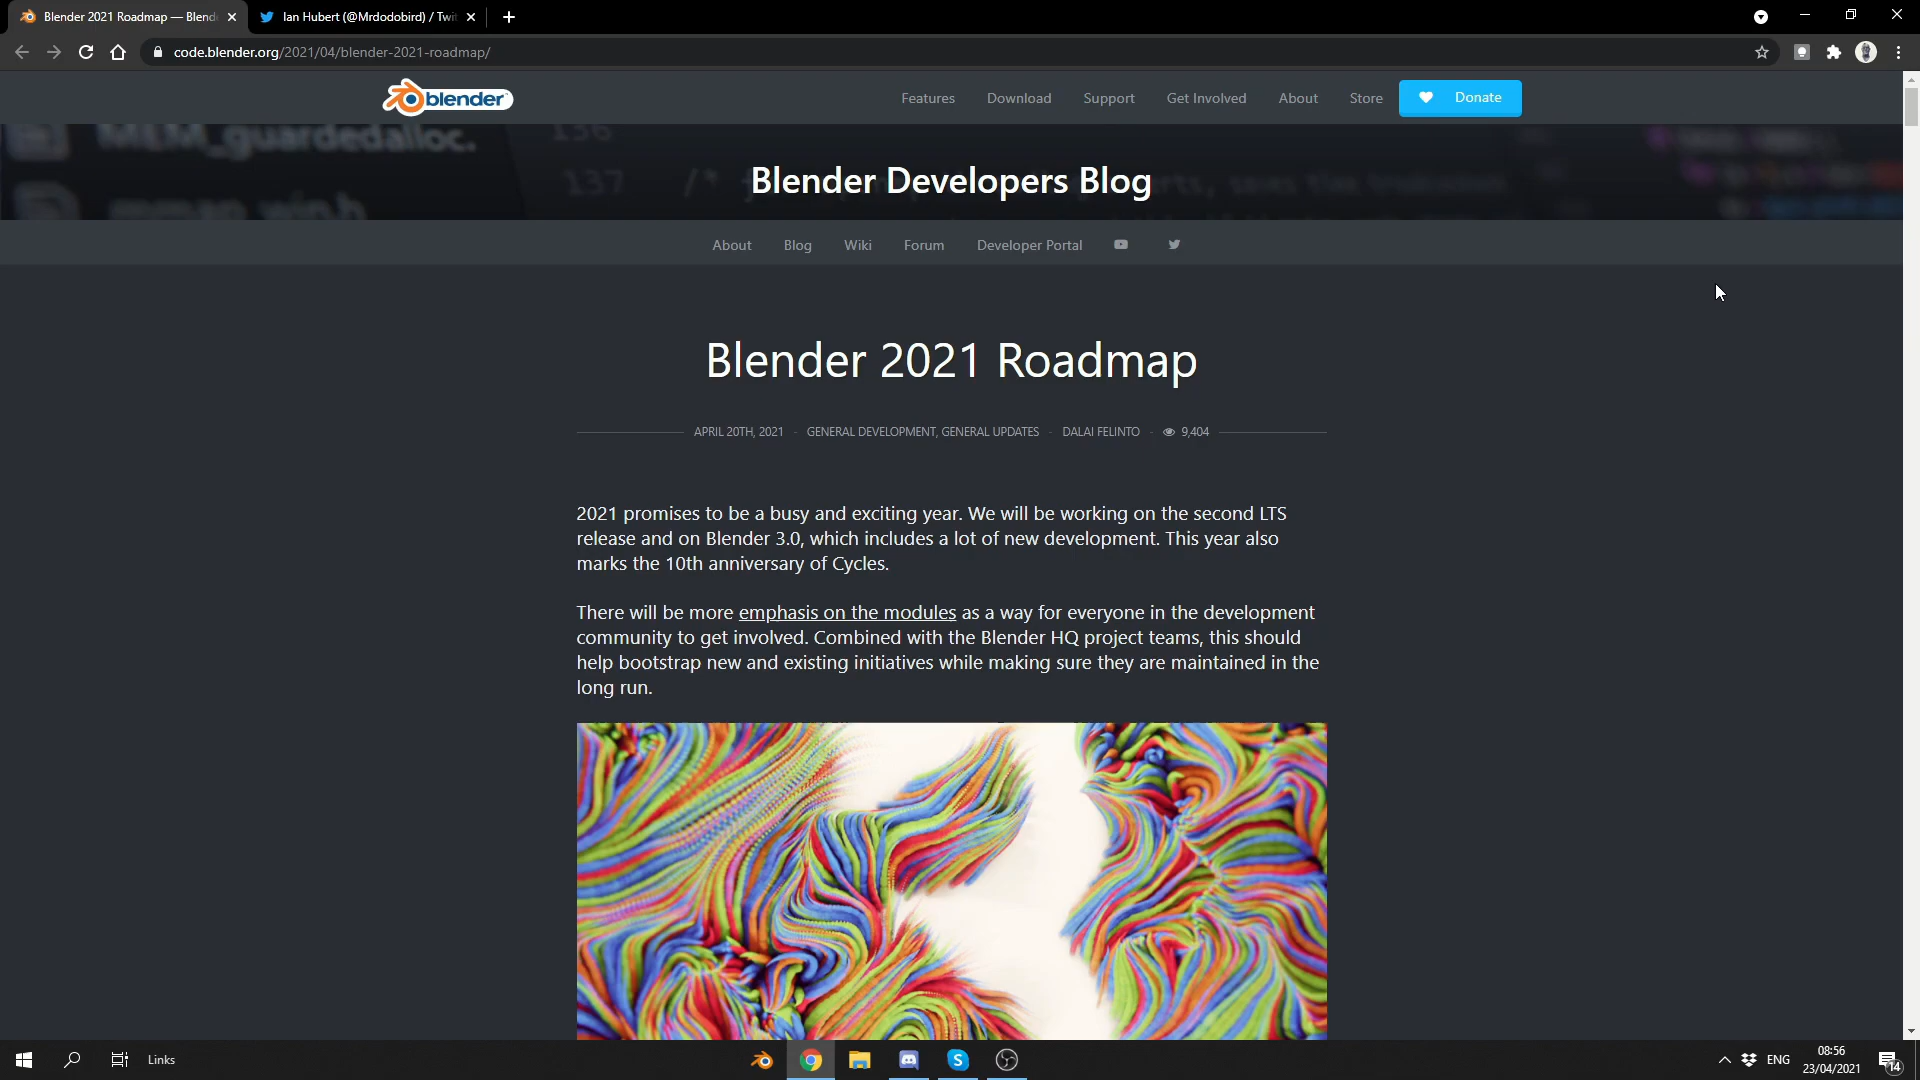 Blender 2021 Roadmap — Blend
Ian Hubert (@Mrdodobird) / Twit
code.blender.org/2021/04/blender-2021-roadmap/
blender
Features Download Support Get Involved About Store Donate
MEM_guardedalloc.
136
137 /*
mmap_win.h
Blender Developers Blog
About Blog Wiki Forum Developer Portal
Blender 2021 Roadmap
APRIL 20TH, 2021 - GENERAL DEVELOPMENT, GENERAL UPDATES - DALAI FELINTO - 9,404
2021 promises to be a busy and exciting year. We will be working on the second LTS
release and on Blender 3.0, which includes a lot of new development. This year also
marks the 10th anniversary of Cycles.
There will be more emphasis on the modules as a way for everyone in the development
community to get involved. Combined with the Blender HQ project teams, this should
help bootstrap new and existing initiatives while making sure they are maintained in the
long run.
Links
ENG
08:56
23/04/2021
14